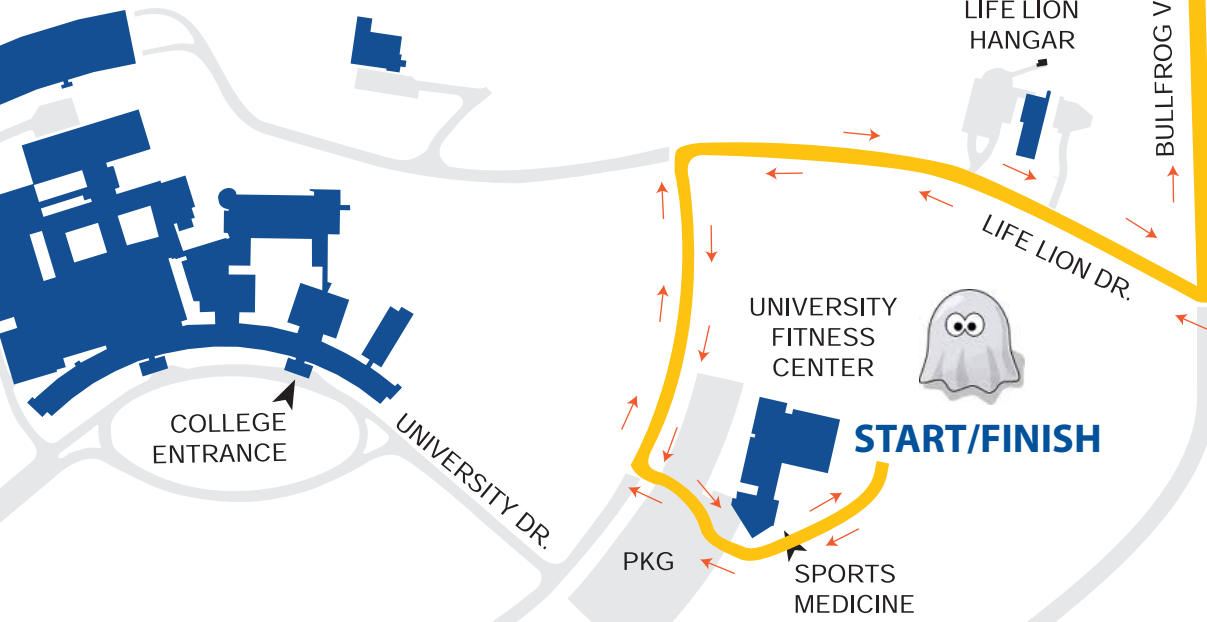 LIFE LION
HANGAR
BULLFROG V
LIFE LION DR.
UNIVERSITY
FITNESS
CENTER
START/FINISH
COLLEGE
ENTRANCE
UNIVERSITY DR.
PKG
SPORTS
MEDICINE